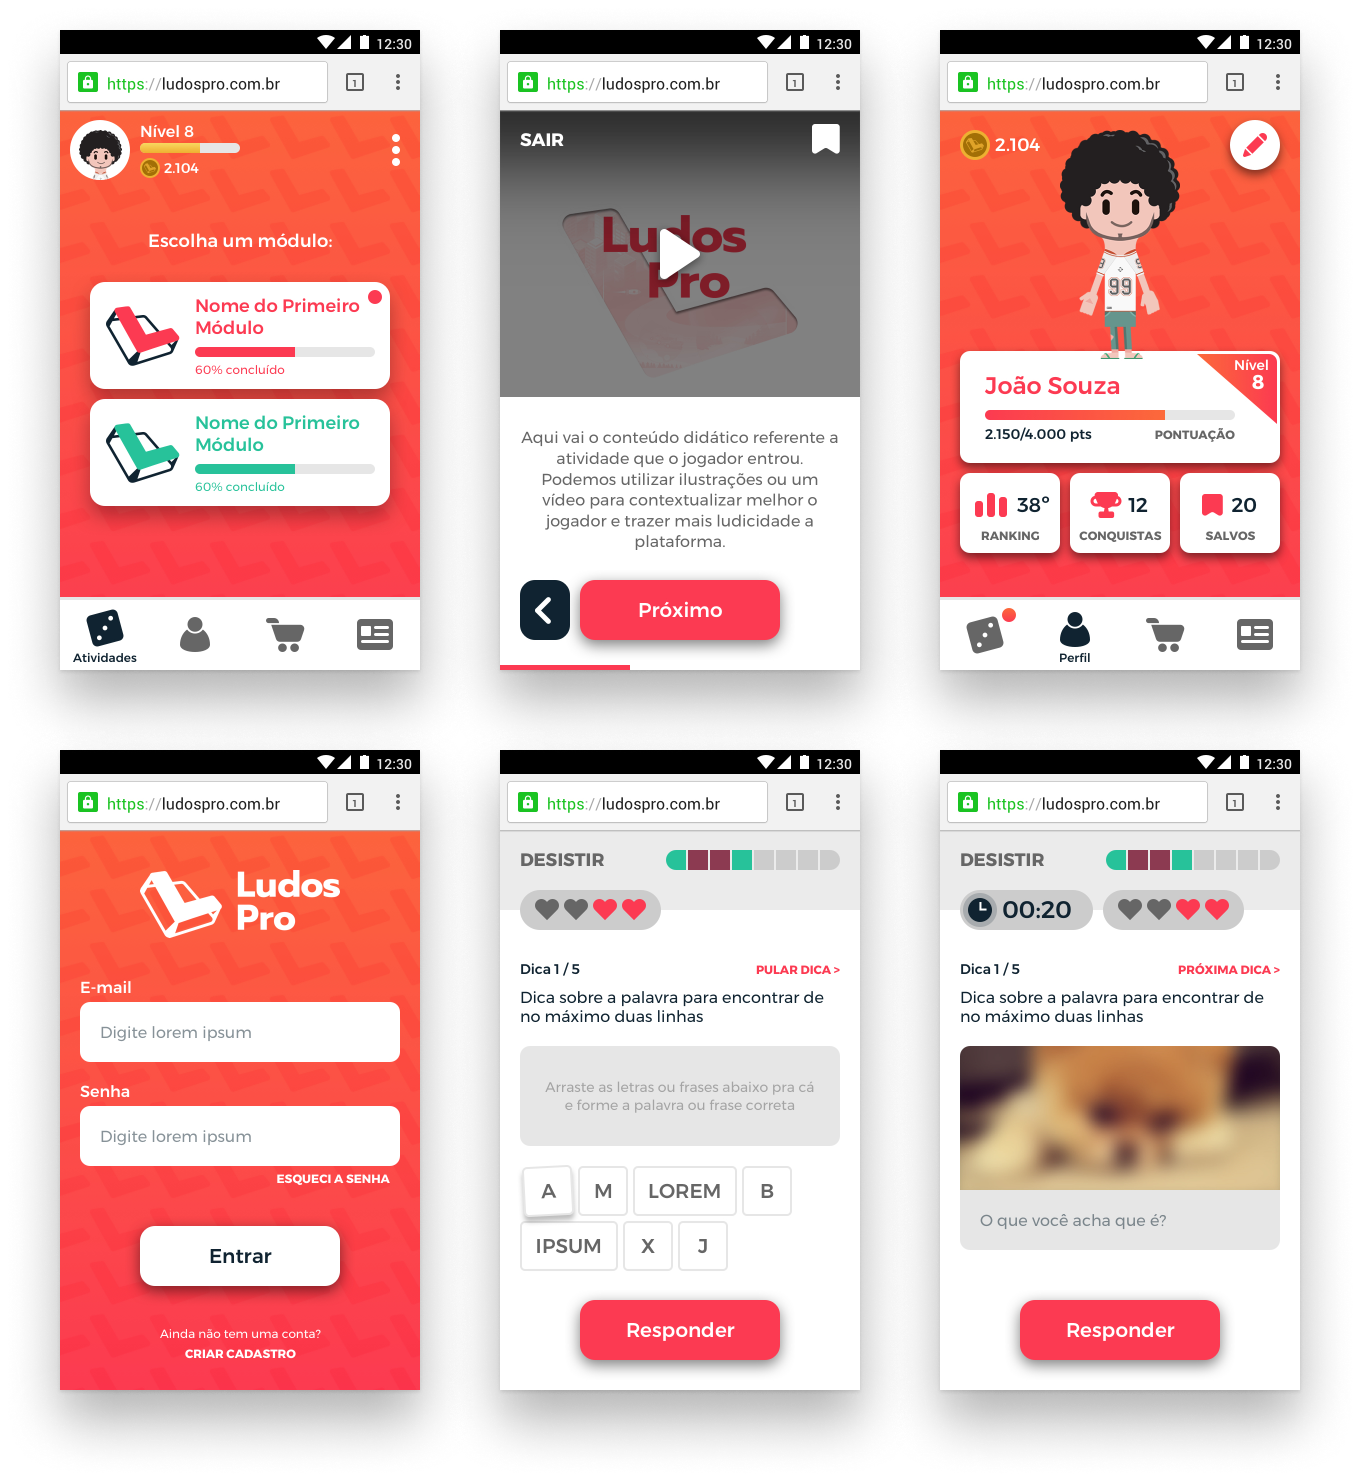 12:30
https://ludospro.com.br
1
Nível 8
2.104
Escolha um módulo:
Nome do Primeiro
Módulo
60% concluído
Nome do Primeiro
Módulo
60% concluído
Atividades
12:30
https://ludospro.com.br
1
SAIR
Ludos
Pro
Aqui vai o conteúdo didático referente a
atividade que o jogador entrou.
Podemos utilizar ilustrações ou um
vídeo para contextualizar melhor o
jogador e trazer mais ludicidade a
plataforma.
Próximo
12:30
https://ludospro.com.br
1
2.104
99
Nível
8
João Souza
2.150/4.000 pts
PONTUAÇÃO
38º
RANKING
12
CONQUISTAS
20
SALVOS
Perfil
12:30
https://ludospro.com.br
1
Ludos
Pro
E-mail
Digite lorem ipsum
Senha
Digite lorem ipsum
ESQUECI A SENHA
Entrar
Ainda não tem uma conta?
CRIAR CADASTRO
12:30
https://ludospro.com.br
1
DESISTIR
Dica 1 / 5
PULAR DICA >
Dica sobre a palavra para encontrar de
no máximo duas linhas
Arraste as letras ou frases abaixo pra cá
e forme a palavra ou frase correta
A M LOREM B
IPSUM X J
Responder
12:30
https://ludospro.com.br
1
DESISTIR
00:20
Dica 1 / 5
PRÓXIMA DICA >
Dica sobre a palavra para encontrar de
no máximo duas linhas
O que você acha que é?
Responder